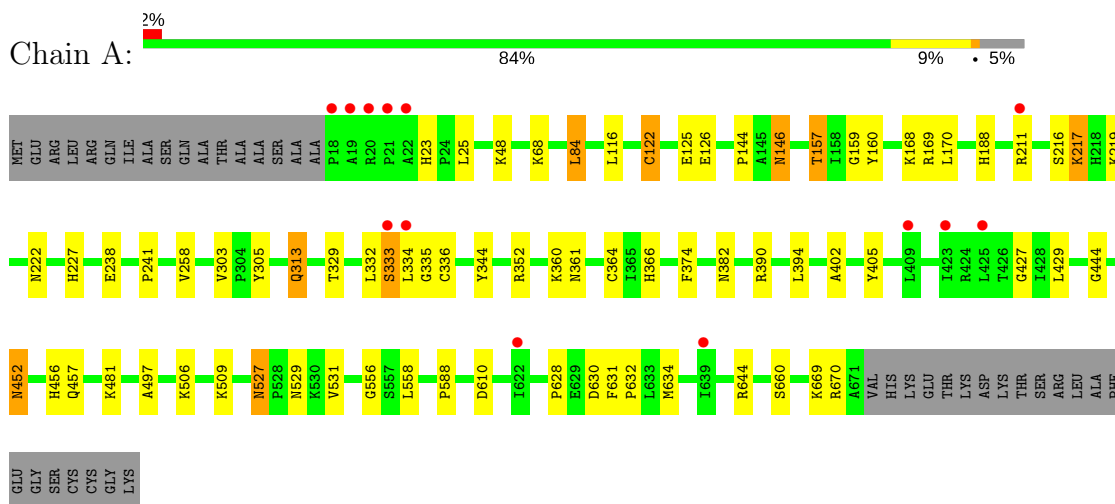 2%
Chain A:
84% 9% • 5%
MET GLU ARG LEU ARG GLN ILE ALA SER GLN ALA THR ALA ALA SER ALA ALA P18 A19 R20 P21 A22 H23 P24 L25 K48 K68 L84 L116 C122 E125 E126 P144 A145 N146 T157 I158 G159 Y160 K168 R169 L170 H188 R211 S216 K217 H218 K219
N222 H227 E238 P241 V258 V303 P304 Y305 Q313 T329 L332 S333 L334 G335 C336 Y344 R352 K360 N361 C364 I365 H366 F374 N382 R390 L394 A402 Y405 L409 I423 R424 L425 T426 G427 I428 L429 G444
N452 H456 Q457 K481 A497 K506 K509 N527 P528 N529 K530 V531 G556 S557 L558 P588 D610 I622 P628 E629 D630 F631 P632 L633 M634 I639 R644 S660 K669 R670 A671 VAL HIS LYS GLU THR LYS ASP LYS THR SER ARG LEU ALA PHE
GLU GLY SER CYS CYS GLY LYS